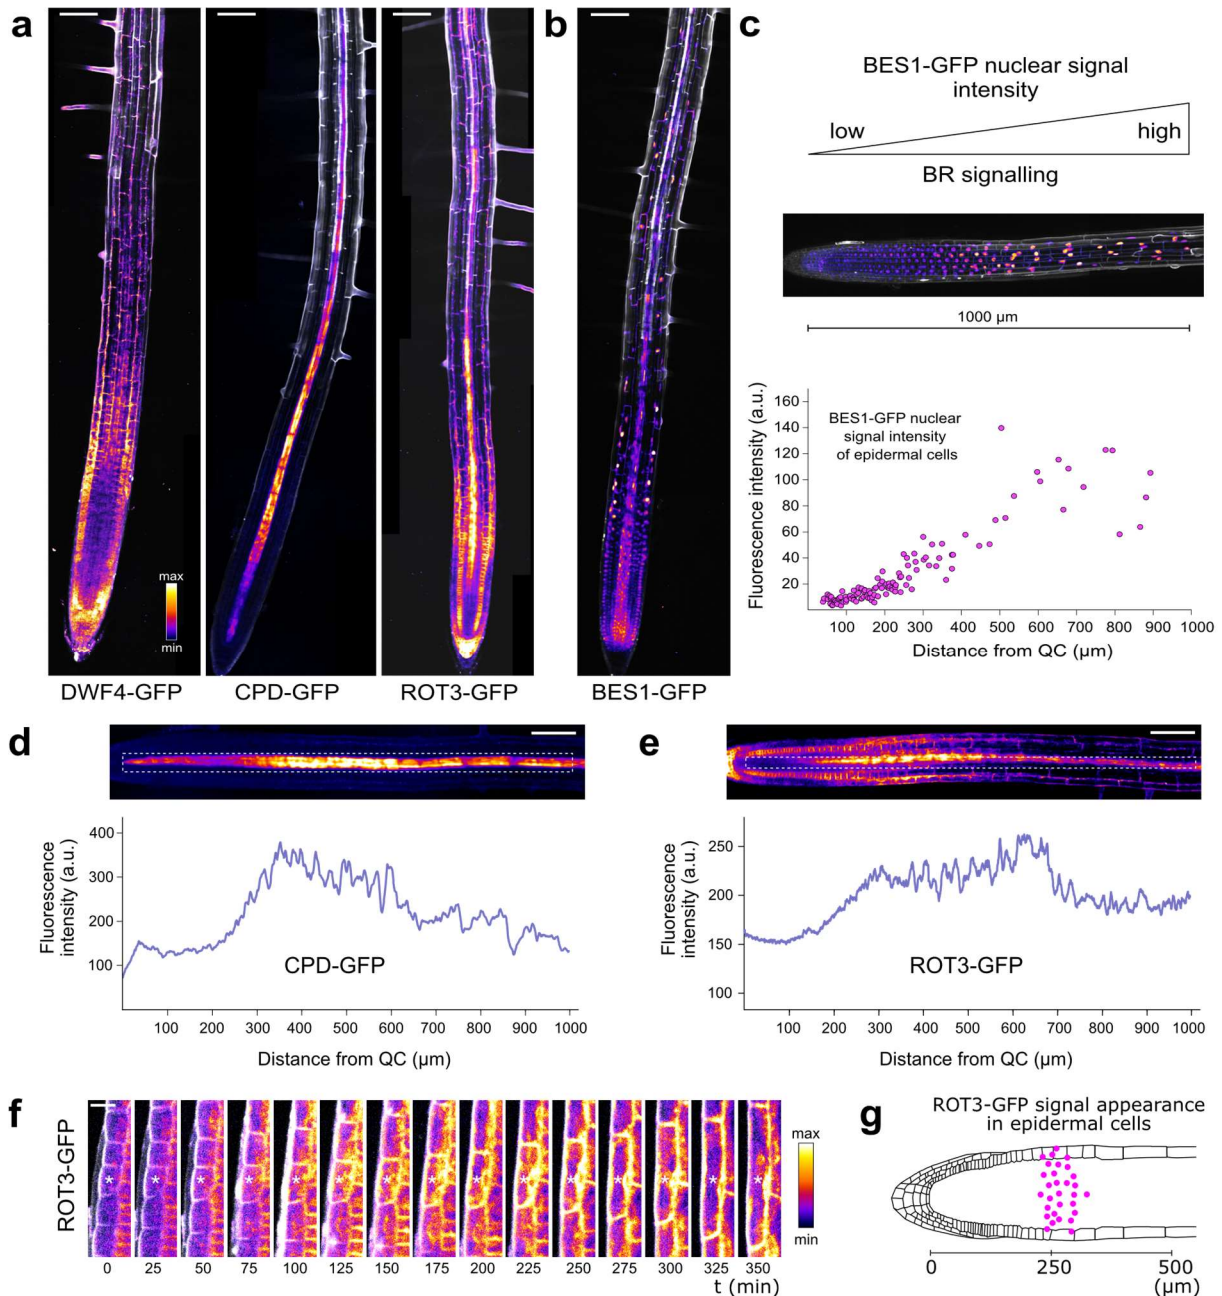 a
b
c
max
min
DWF4-GFP
CPD-GFP
ROT3-GFP
BES1-GFP
BES1-GFP nuclear signal
intensity
low
high
BR signalling
1000 µm
Fluorescence intensity (a.u.)
160
140
120
100
80
60
40
20
BES1-GFP nuclear
signal intensity
of epidermal cells
100 200 300 400 500 600 700 800 900 1000
Distance from QC (µm)
d
Fluorescence
intensity (a.u.)
400
300
200
100
CPD-GFP
100 200 300 400 500 600 700 800 900 1000
Distance from QC (µm)
e
Fluorescence
intensity (a.u.)
250
200
150
100
ROT3-GFP
100 200 300 400 500 600 700 800 900 1000
Distance from QC (µm)
f
ROT3-GFP
* * * * * * * * * * * * * * *
0 25 50 75 100 125 150 175 200 225 250 275 300 325 350
t (min)
max
min
g
ROT3-GFP signal appearance
in epidermal cells
0 250 500
(µm)